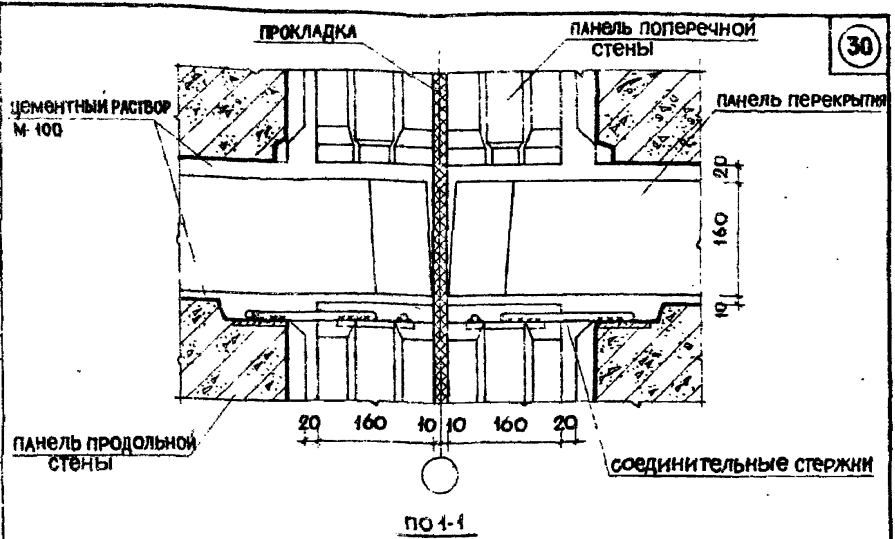 ПРОКЛАДКА
ПАНЕЛЬ ПОПЕРЕЧНОЙ
СТЕНЫ
30
ЦЕМЕНТНЫЙ РАСТВОР
М-100
ПАНЕЛЬ ПЕРЕКРЫТИЯ
20
160
10
20 160 10 10 160 20
ПАНЕЛЬ ПРОДОЛЬНОЙ
СТЕНЫ
СОЕДИНИТЕЛЬНЫЕ СТЕРЖНИ
ПО 1-1